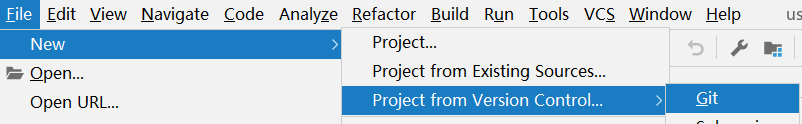 File Edit View Navigate Code Analyze Refactor Build Run Tools VCS Window Help us
New Project...
Open... Project from Existing Sources...
Open URL... Project from Version Control... Git